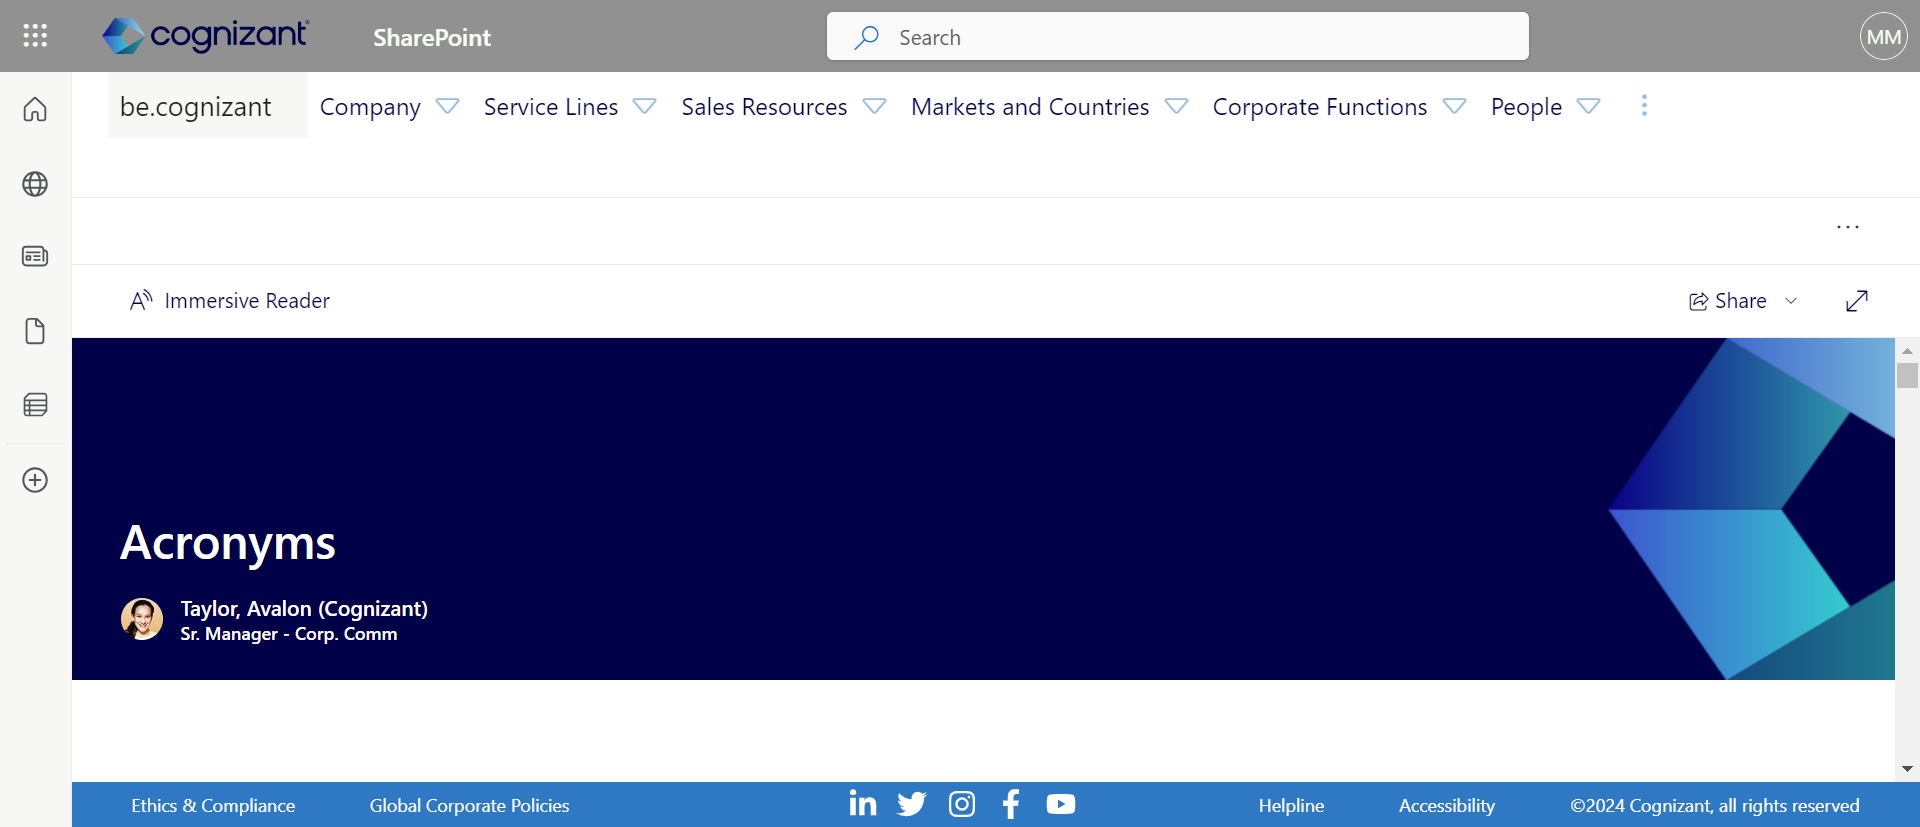 cognizant
SharePoint
Search
MM
be.cognizant
Company
Service Lines
Sales Resources
Markets and Countries
Corporate Functions
People
Immersive Reader
Share
Acronyms
Taylor, Avalon (Cognizant)
Sr. Manager - Corp. Comm
Ethics & Compliance
Global Corporate Policies
Helpline
Accessibility
©2024 Cognizant, all rights reserved